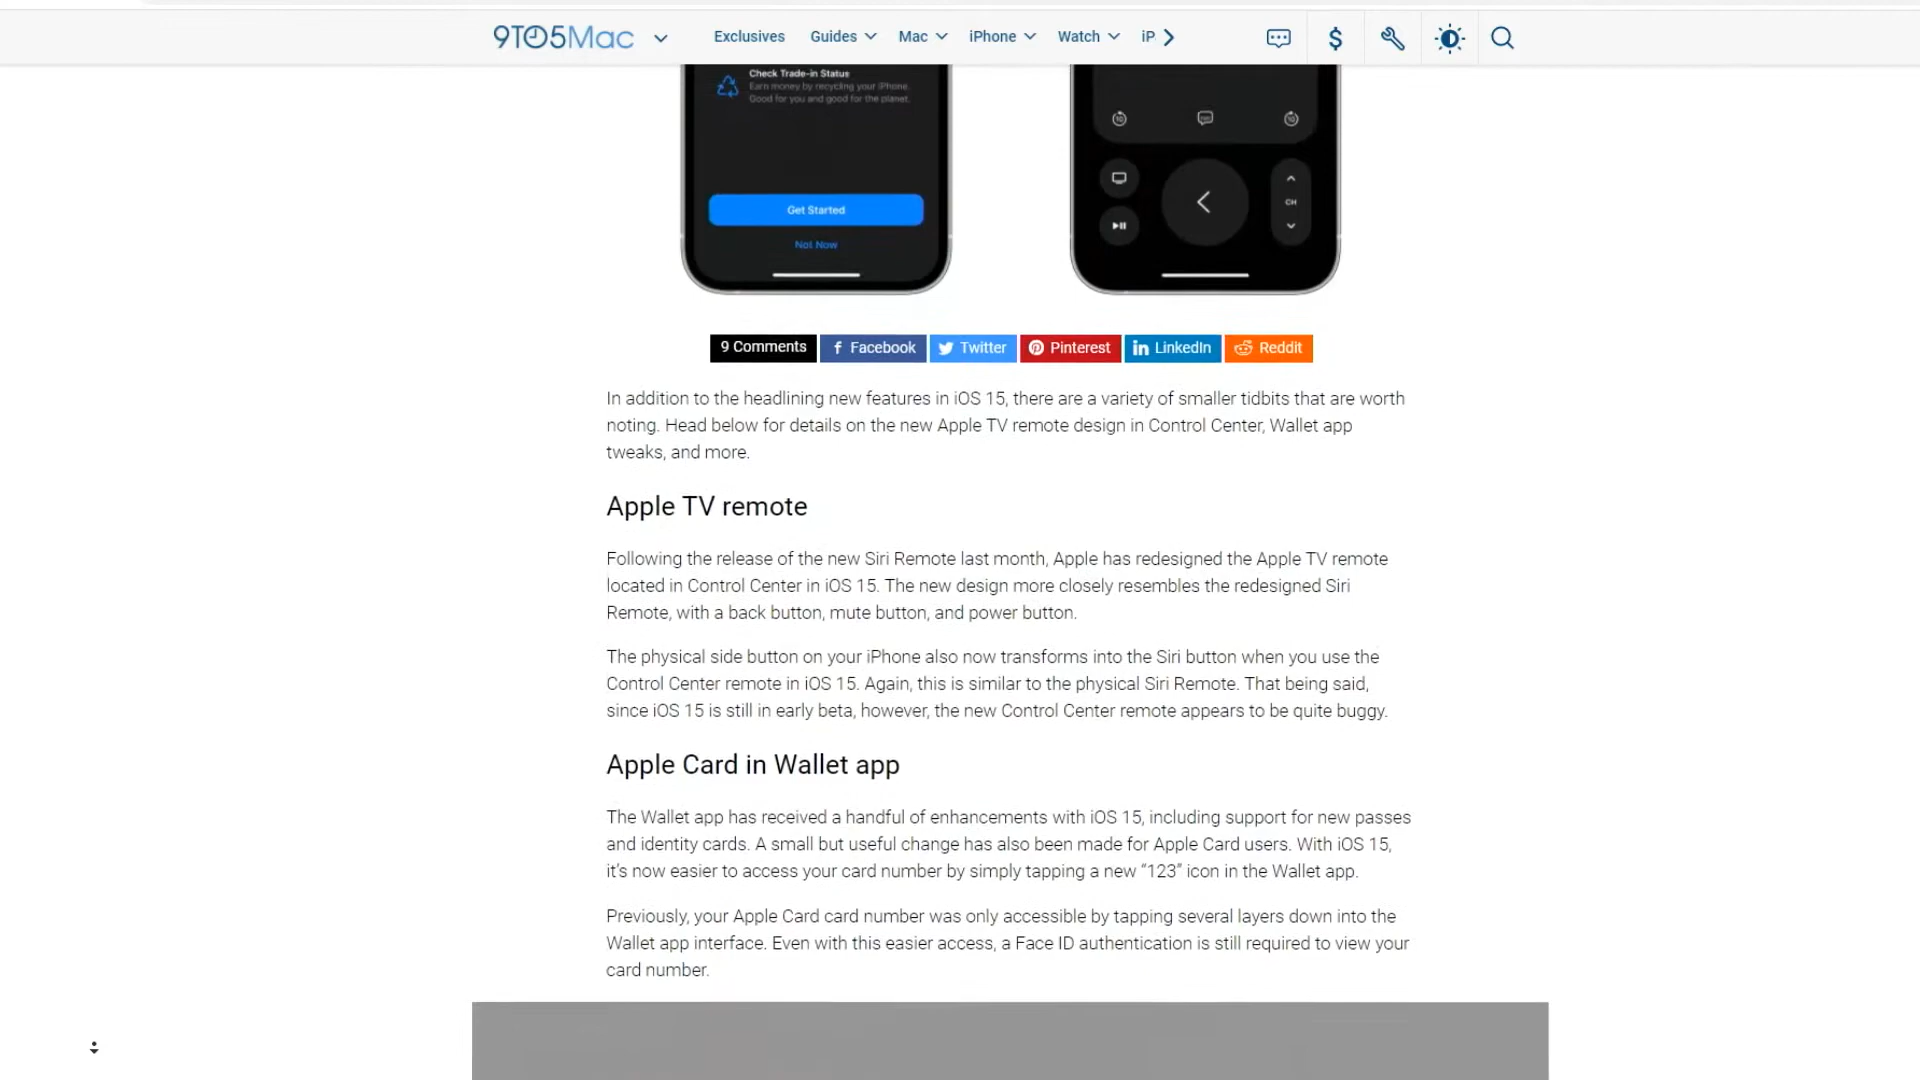 9TO5Mac
Exclusives Guides Mac iPhone Watch iP
Check Trade-in Status
Earn money by recycling your iPhone.
Good for you and good for the planet.
Get Started
Not Now
10 10
CH
9 Comments Facebook Twitter Pinterest LinkedIn Reddit
In addition to the headlining new features in iOS 15, there are a variety of smaller tidbits that are worth
noting. Head below for details on the new Apple TV remote design in Control Center, Wallet app
tweaks, and more.
Apple TV remote
Following the release of the new Siri Remote last month, Apple has redesigned the Apple TV remote
located in Control Center in iOS 15. The new design more closely resembles the redesigned Siri
Remote, with a back button, mute button, and power button.
The physical side button on your iPhone also now transforms into the Siri button when you use the
Control Center remote in iOS 15. Again, this is similar to the physical Siri Remote. That being said,
since iOS 15 is still in early beta, however, the new Control Center remote appears to be quite buggy.
Apple Card in Wallet app
The Wallet app has received a handful of enhancements with iOS 15, including support for new passes
and identity cards. A small but useful change has also been made for Apple Card users. With iOS 15,
it’s now easier to access your card number by simply tapping a new “123” icon in the Wallet app.
Previously, your Apple Card card number was only accessible by tapping several layers down into the
Wallet app interface. Even with this easier access, a Face ID authentication is still required to view your
card number.